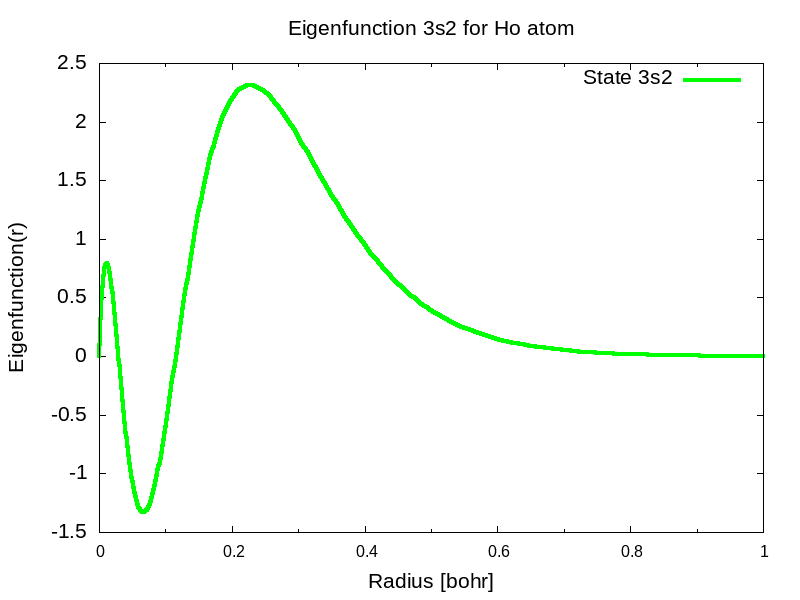 Eigenfunction 3s2 for Ho atom
State 3s2
2.5
2
1.5
1
0.5
0
-0.5
-1
-1.5
Eigenfunction(r)
0 0.2 0.4 0.6 0.8 1
Radius [bohr]